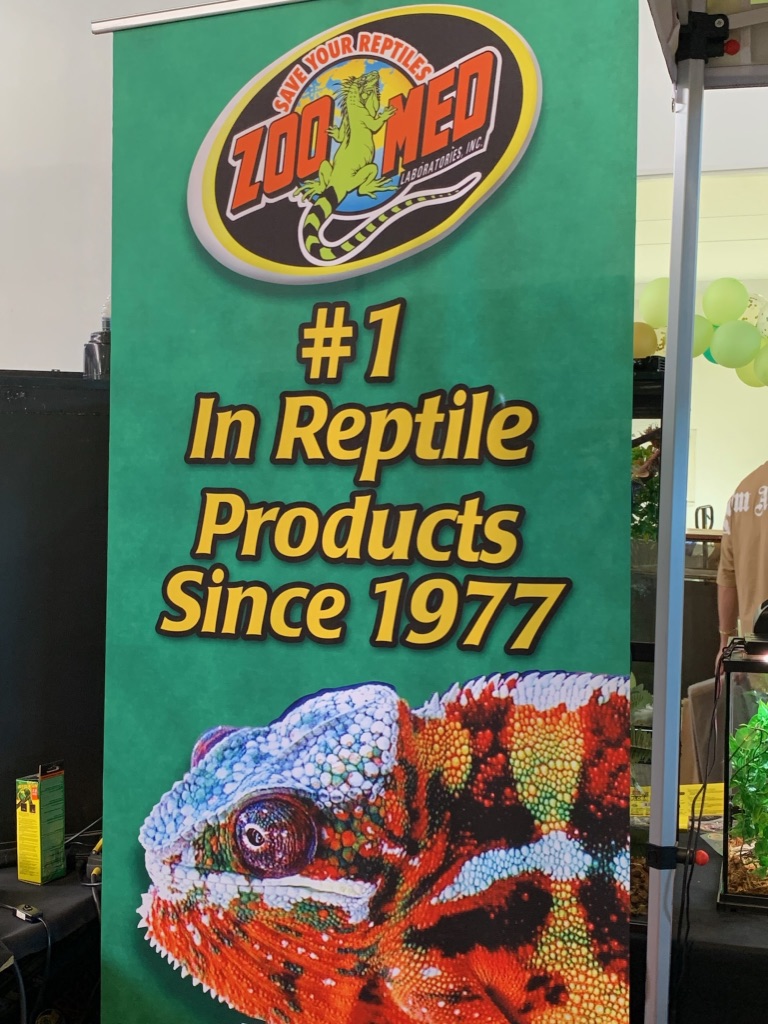 SAVE YOUR REPTILES
ZOO MED
LABORATORIES, INC.
#1
In Reptile
Products
Since 1977